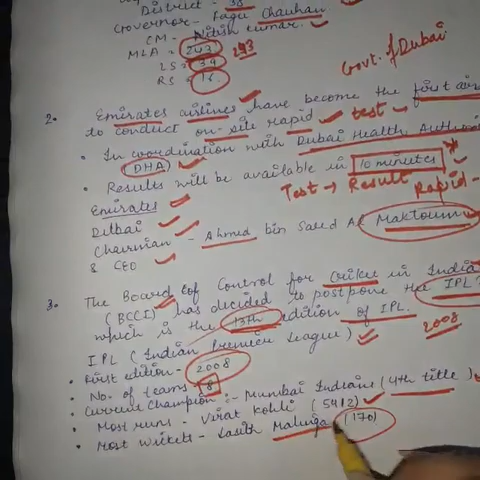 District - 38
Governor - Fagu Chauhan
CM - Nitish Kumar.
MLA = 243 243
LS = 39
RS = 16
Govt. of Dubai
2. Emirates airlines have become the first air
to conduct on-site rapid test
• In coordination with Dubai Health Autho
(DHA)
• Results will be available in 10 minutes
Test → Result Rapid -
Emirates
Dubai
Chairman - Ahmed bin Saeed Al Maktoum
& CEO
3. The Board of Control for Cricke in India
(BCCI) has decided to postpone the IPL
which is the 13th edition of IPL.
IPL (Indian Premier League) 2008
• First edition - 2008
• No. of teams 8
• Current Champion :- Mumbai Indians (4th title)
• Most runs - Virat Kohli (5412)
• Most wickets - Lasith Malinga (170)